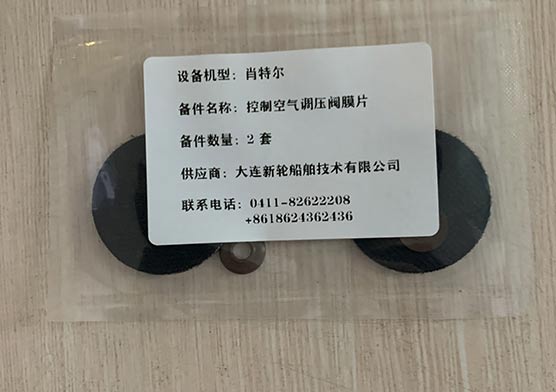 设备机型：肖特尔
备件名称：控制空气调压阀膜片
备件数量：2 套
供应商：大连新轮船舶技术有限公司
联系电话：0411-82622208
+8618624362436